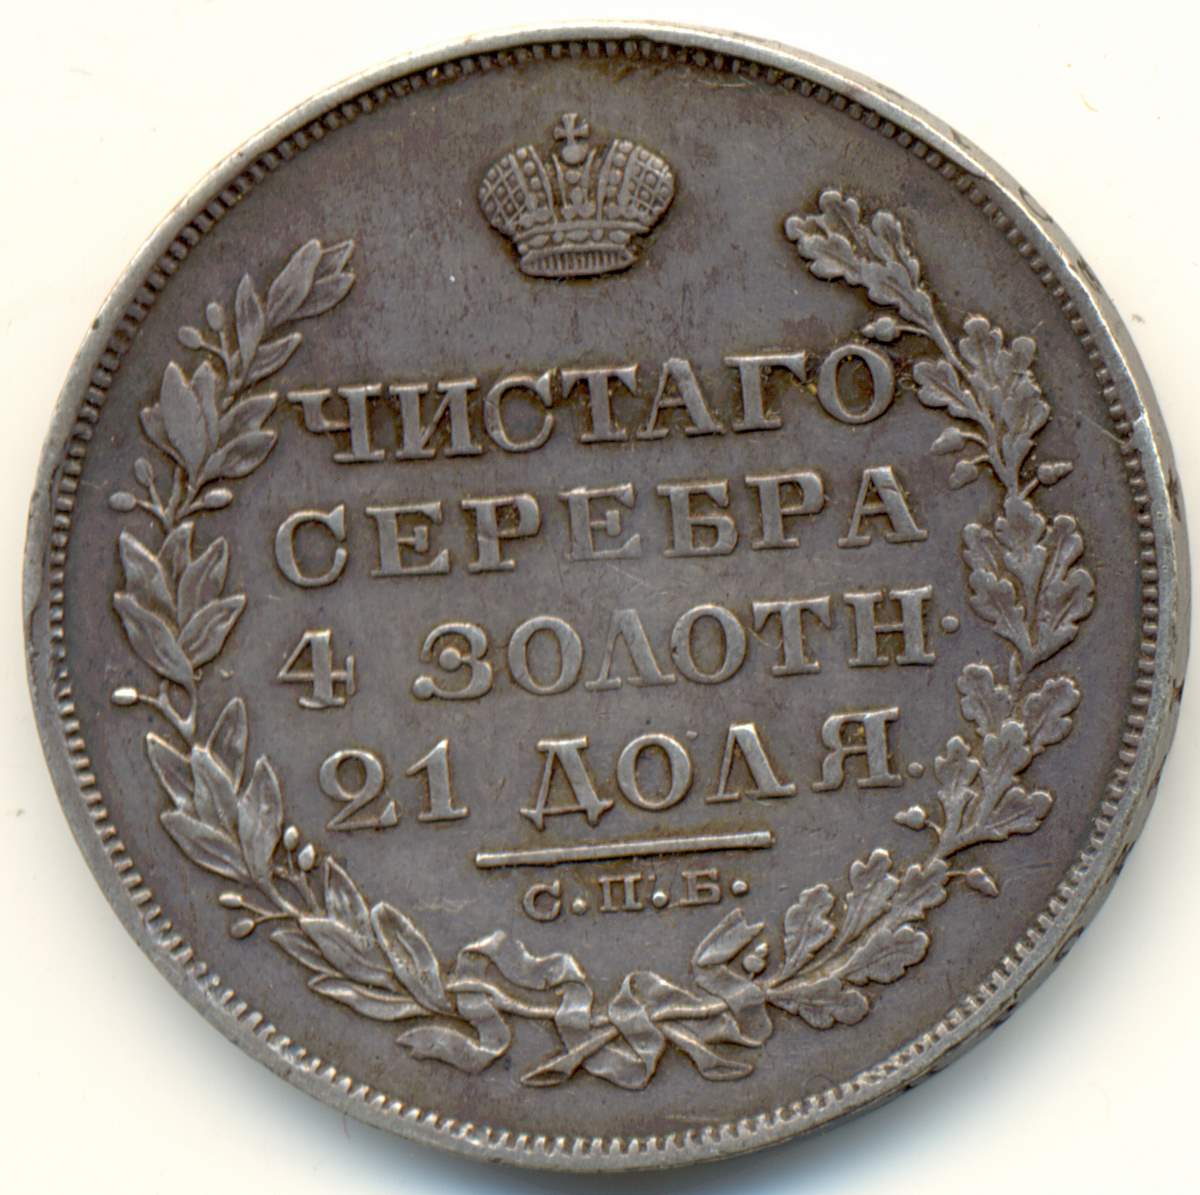 ЧИСТАГО
СЕРЕБРА
4 ЗОЛОТН.
21 ДОЛЯ.
С.П.Б.